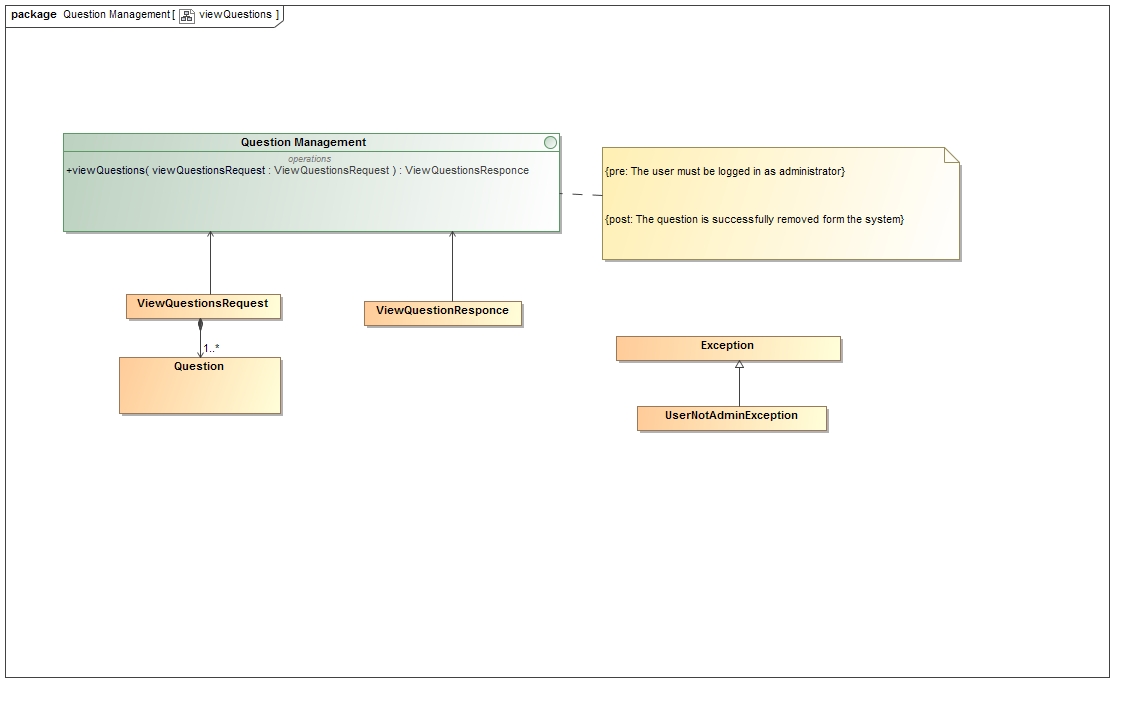 package Question Management [ viewQuestions ]
Question Management
operations
+viewQuestions( viewQuestionsRequest : ViewQuestionsRequest ) : ViewQuestionsResponce
{pre: The user must be logged in as administrator}
{post: The question is successfully removed form the system}
ViewQuestionsRequest
ViewQuestionResponce
1..*
Question
Exception
UserNotAdminException